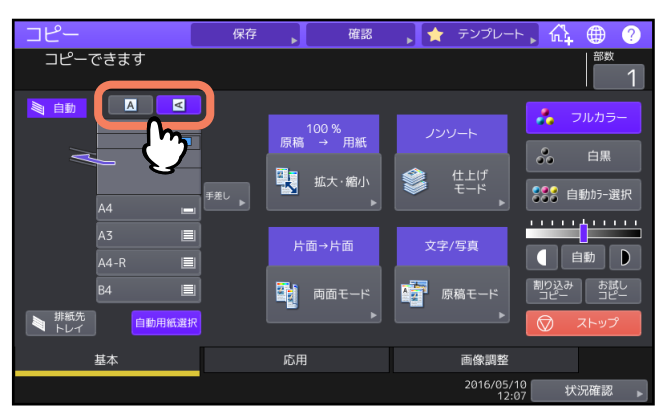 コピー
保存
確認
テンプレート
?
コピーできます
部数
1
自動
A
A
手差し
A4
A3
A4-R
B4
排紙先
トレイ
自動用紙選択
100 %
原稿 → 用紙
拡大・縮小
ノンソート
仕上げ
モード
片面→片面
両面モード
文字/写真
原稿モード
フルカラー
白黒
自動カラー選択
自動
割り込み
コピー
お試し
コピー
ストップ
基本
応用
画像調整
2016/05/10
12:07
状況確認